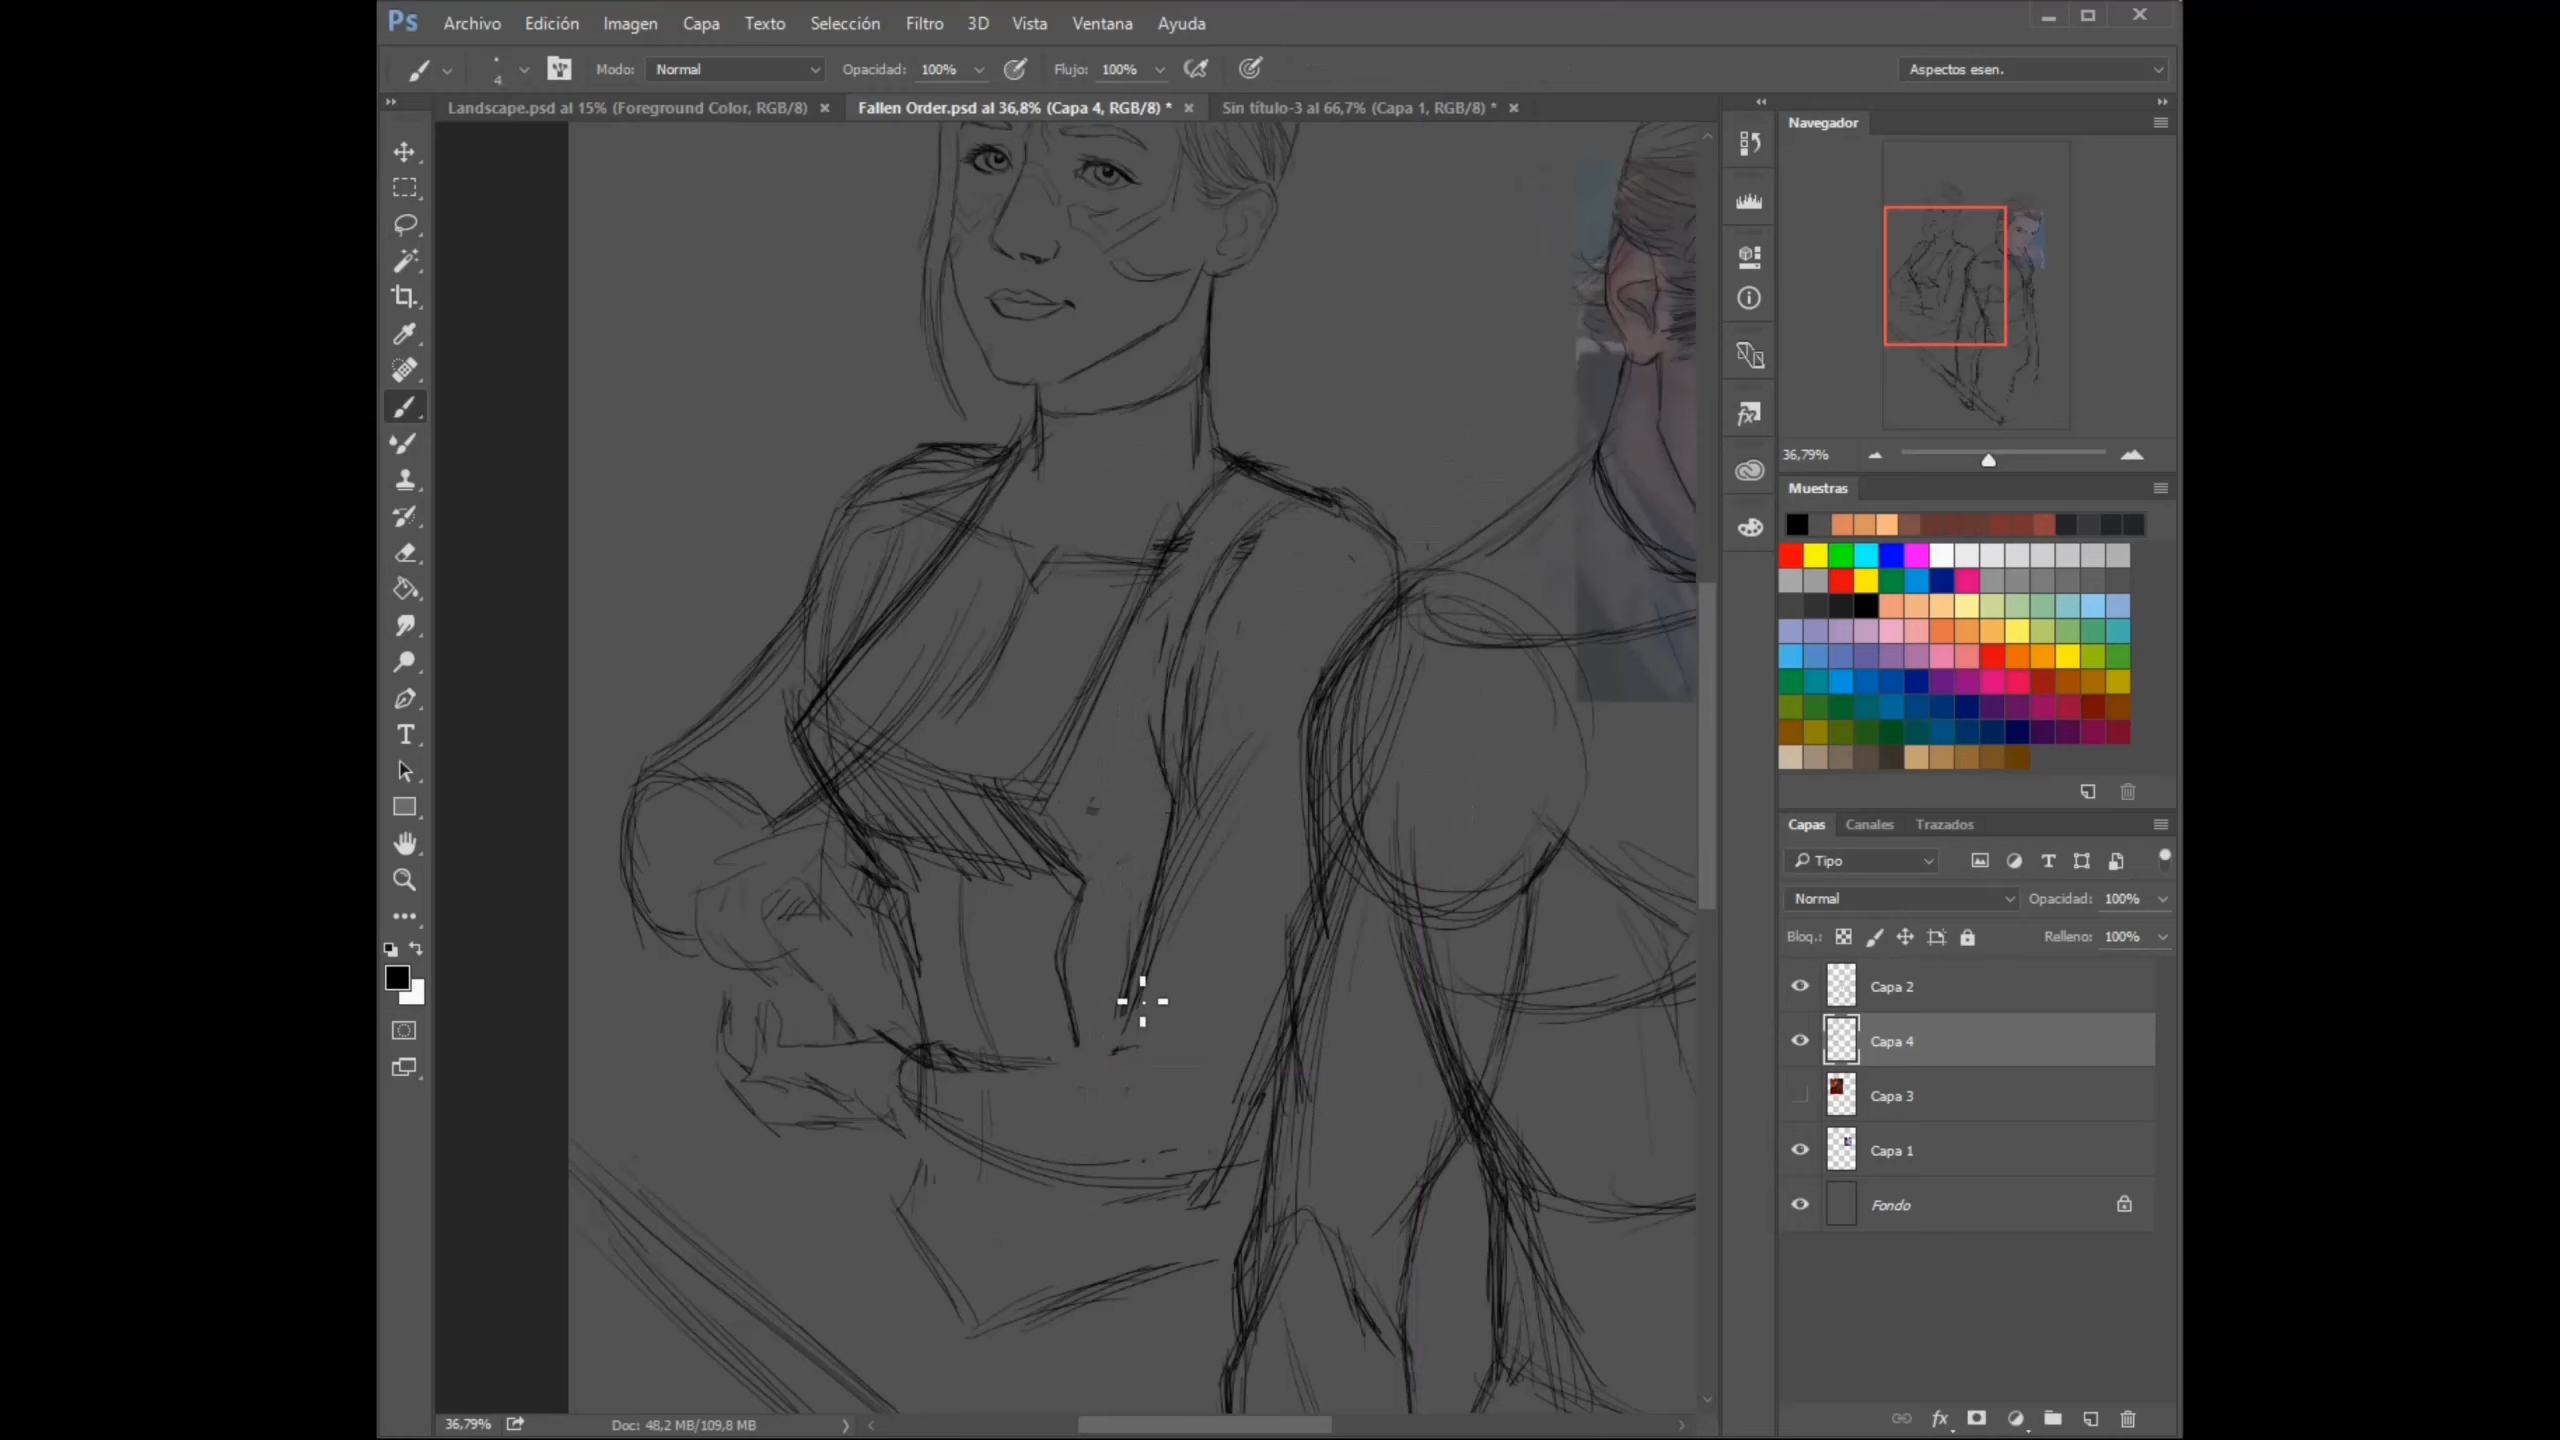 Ps Archivo Edición Imagen Capa Texto Selección Filtro 3D Vista Ventana Ayuda
4 Modo: Normal Opacidad: 100% Flujo: 100% Aspectos esen.
Landscape.psd al 15% (Foreground Color, RGB/8) Fallen Order.psd al 36,8% (Capa 4, RGB/8) * Sin título-3 al 66,7% (Capa 1, RGB/8) *
Navegador
36,79%
Muestras
Capas Canales Trazados
Tipo
Normal Opacidad: 100%
Bloq.: Relleno: 100%
Capa 2
Capa 4
Capa 3
Capa 1
Fondo
36,79% Doc: 48,2 MB/109,8 MB